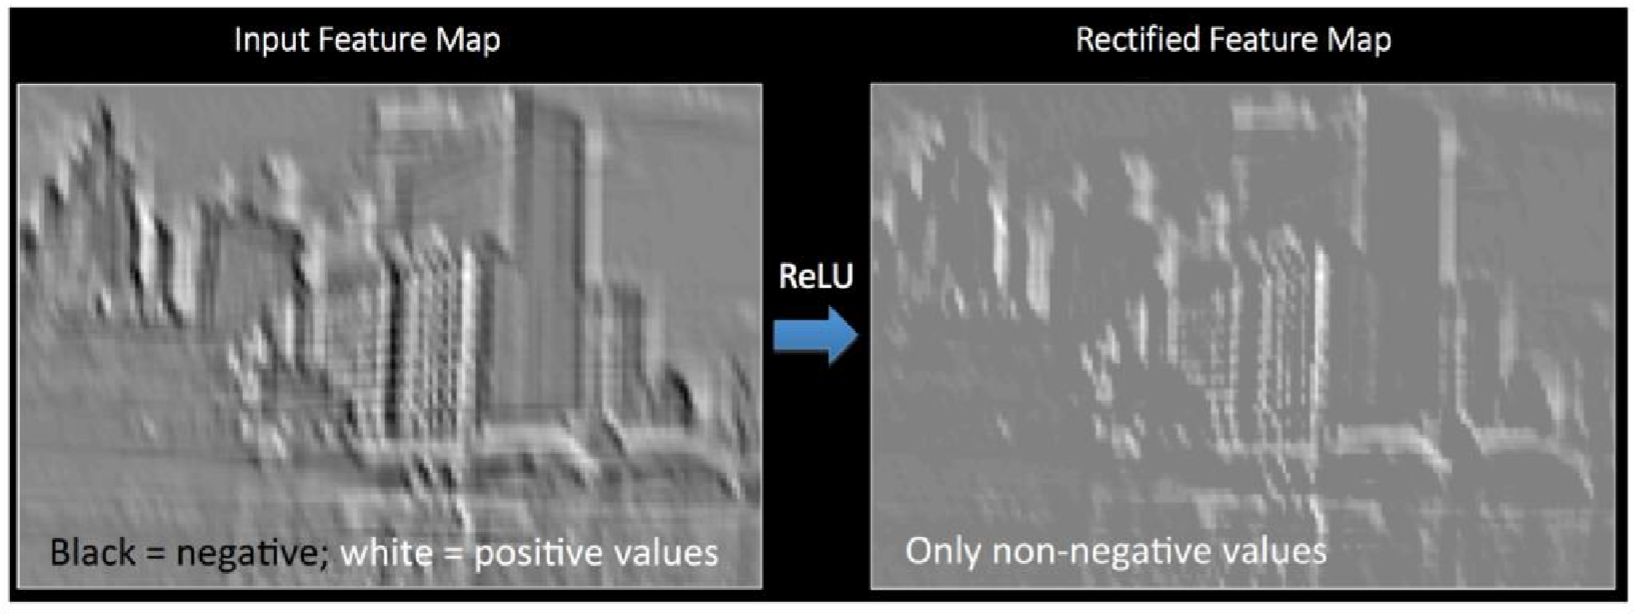 Input Feature Map
Rectified Feature Map
ReLU
Black = negative; white = positive values
Only non-negative values